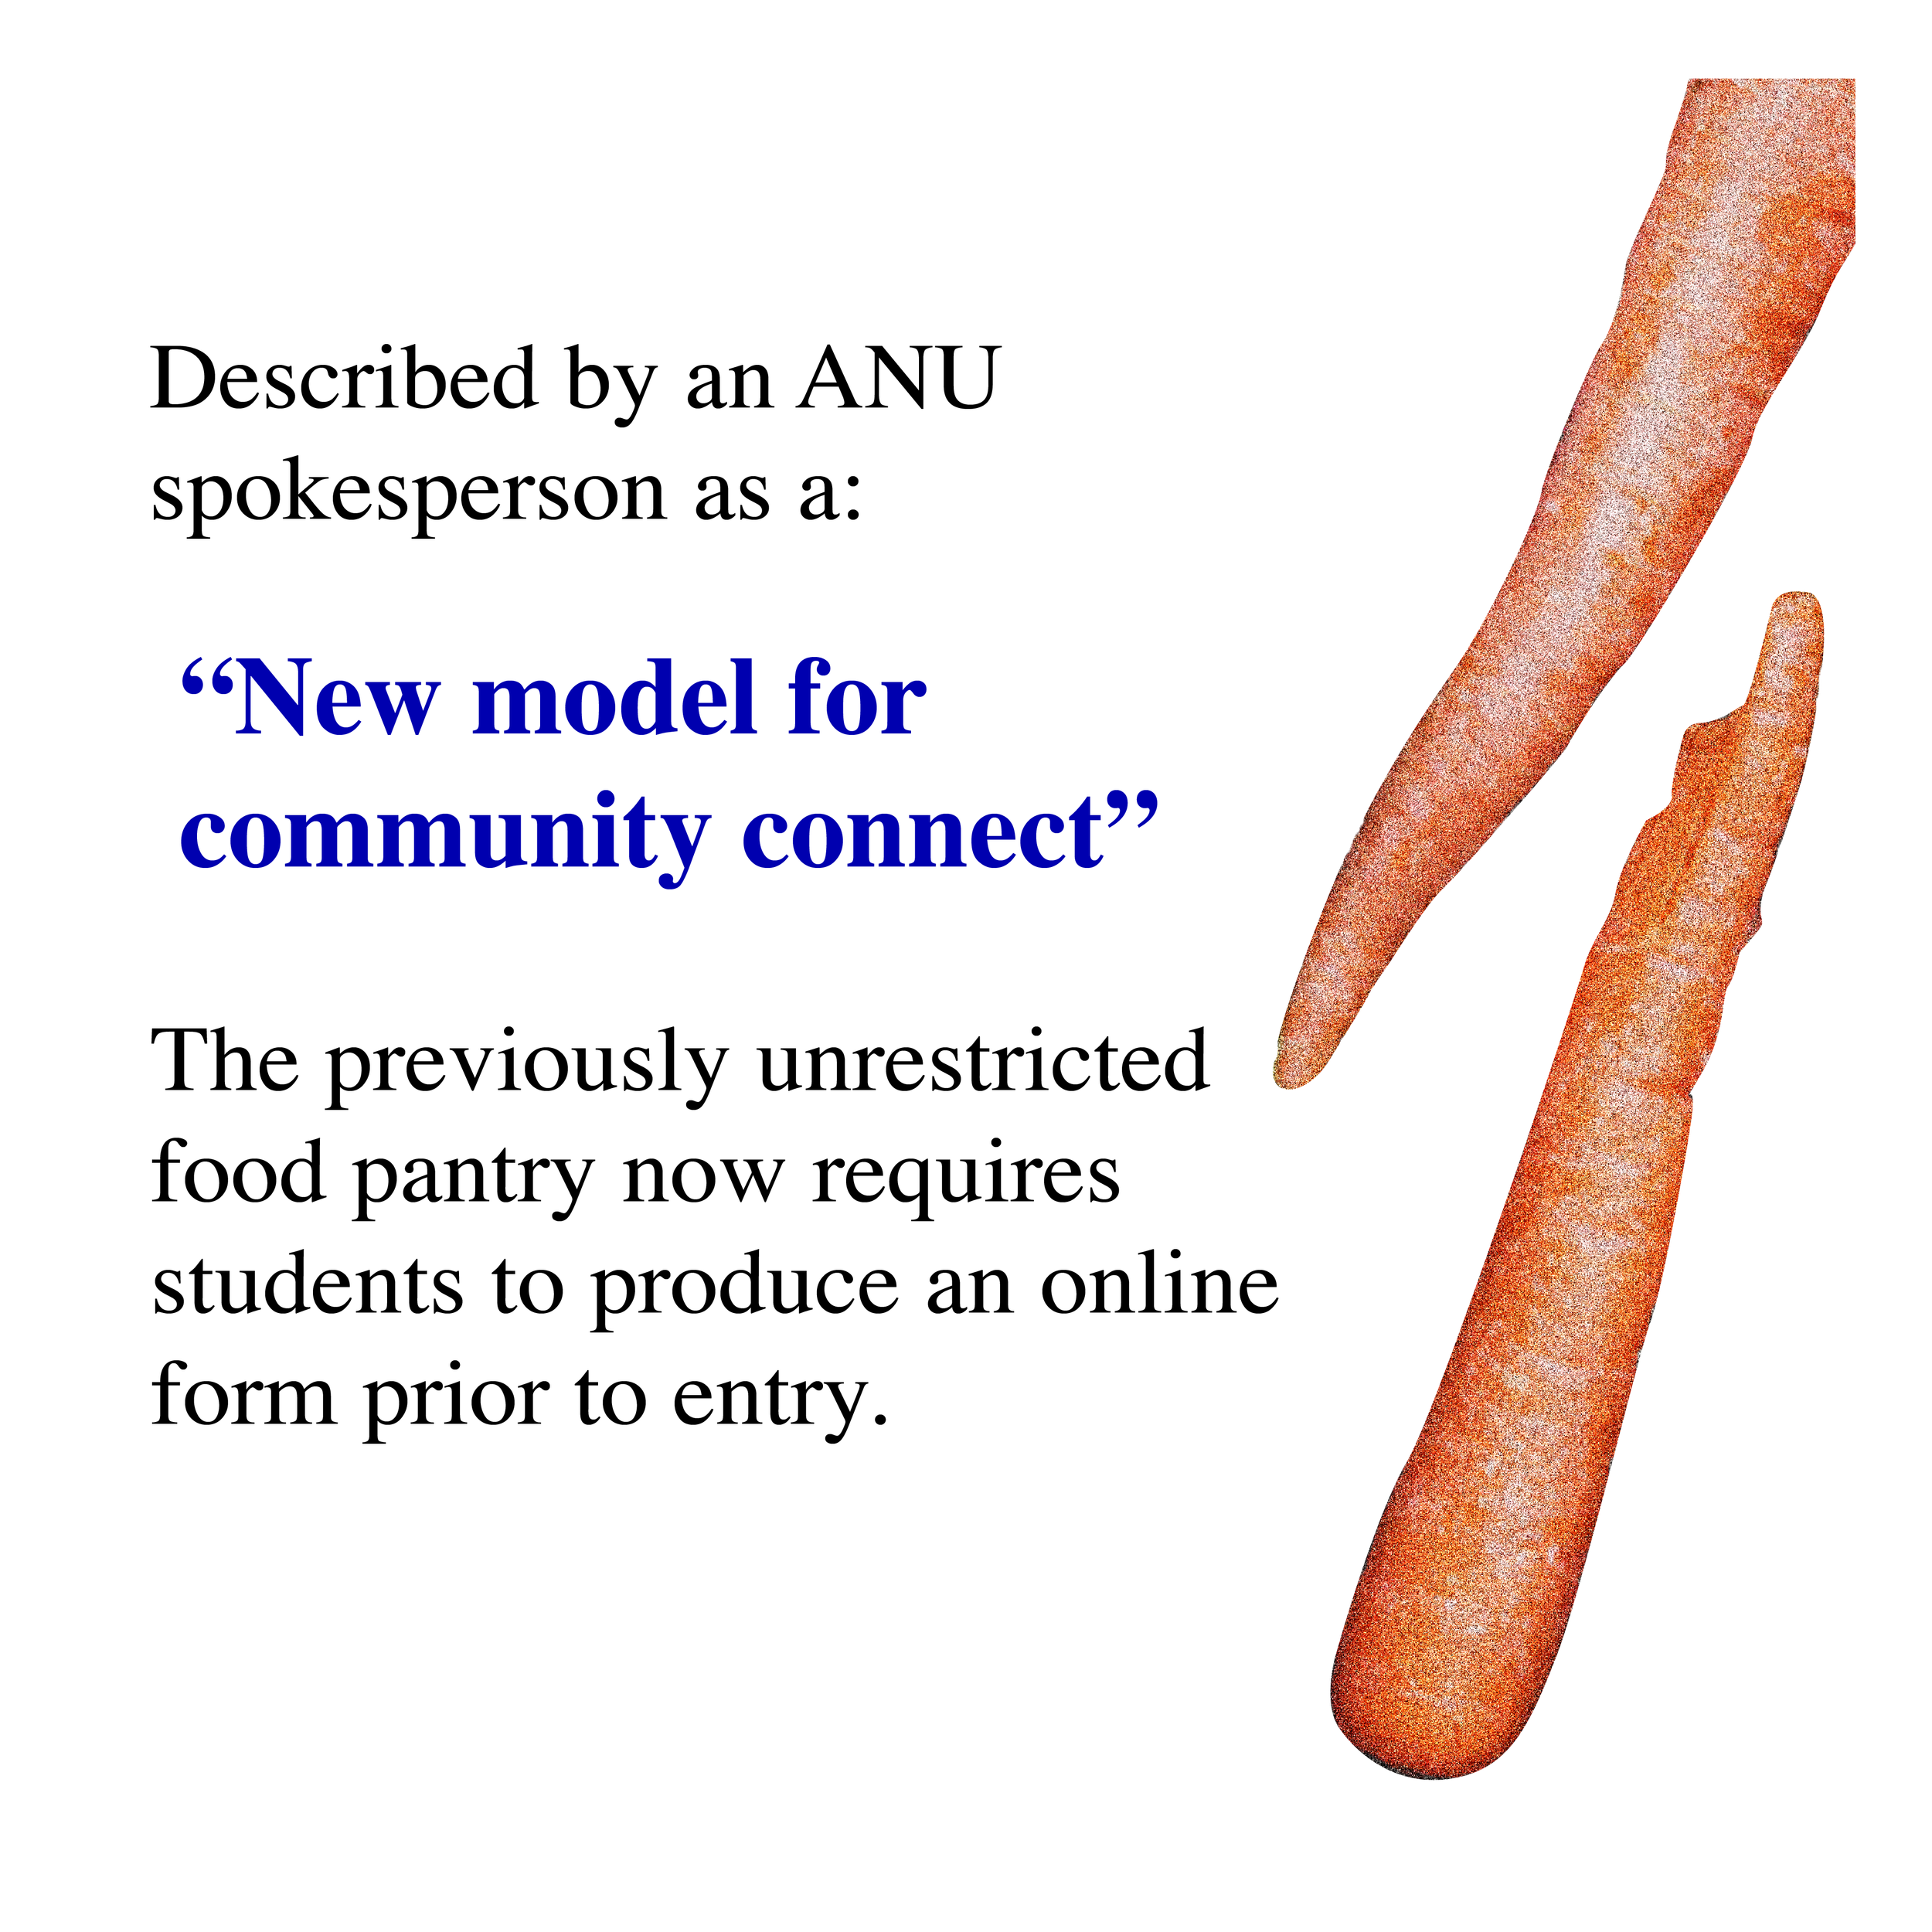 Described by an ANU
spokesperson as a:
“New model for
community connect”
The previously unrestricted
food pantry now requires
students to produce an online
form prior to entry.